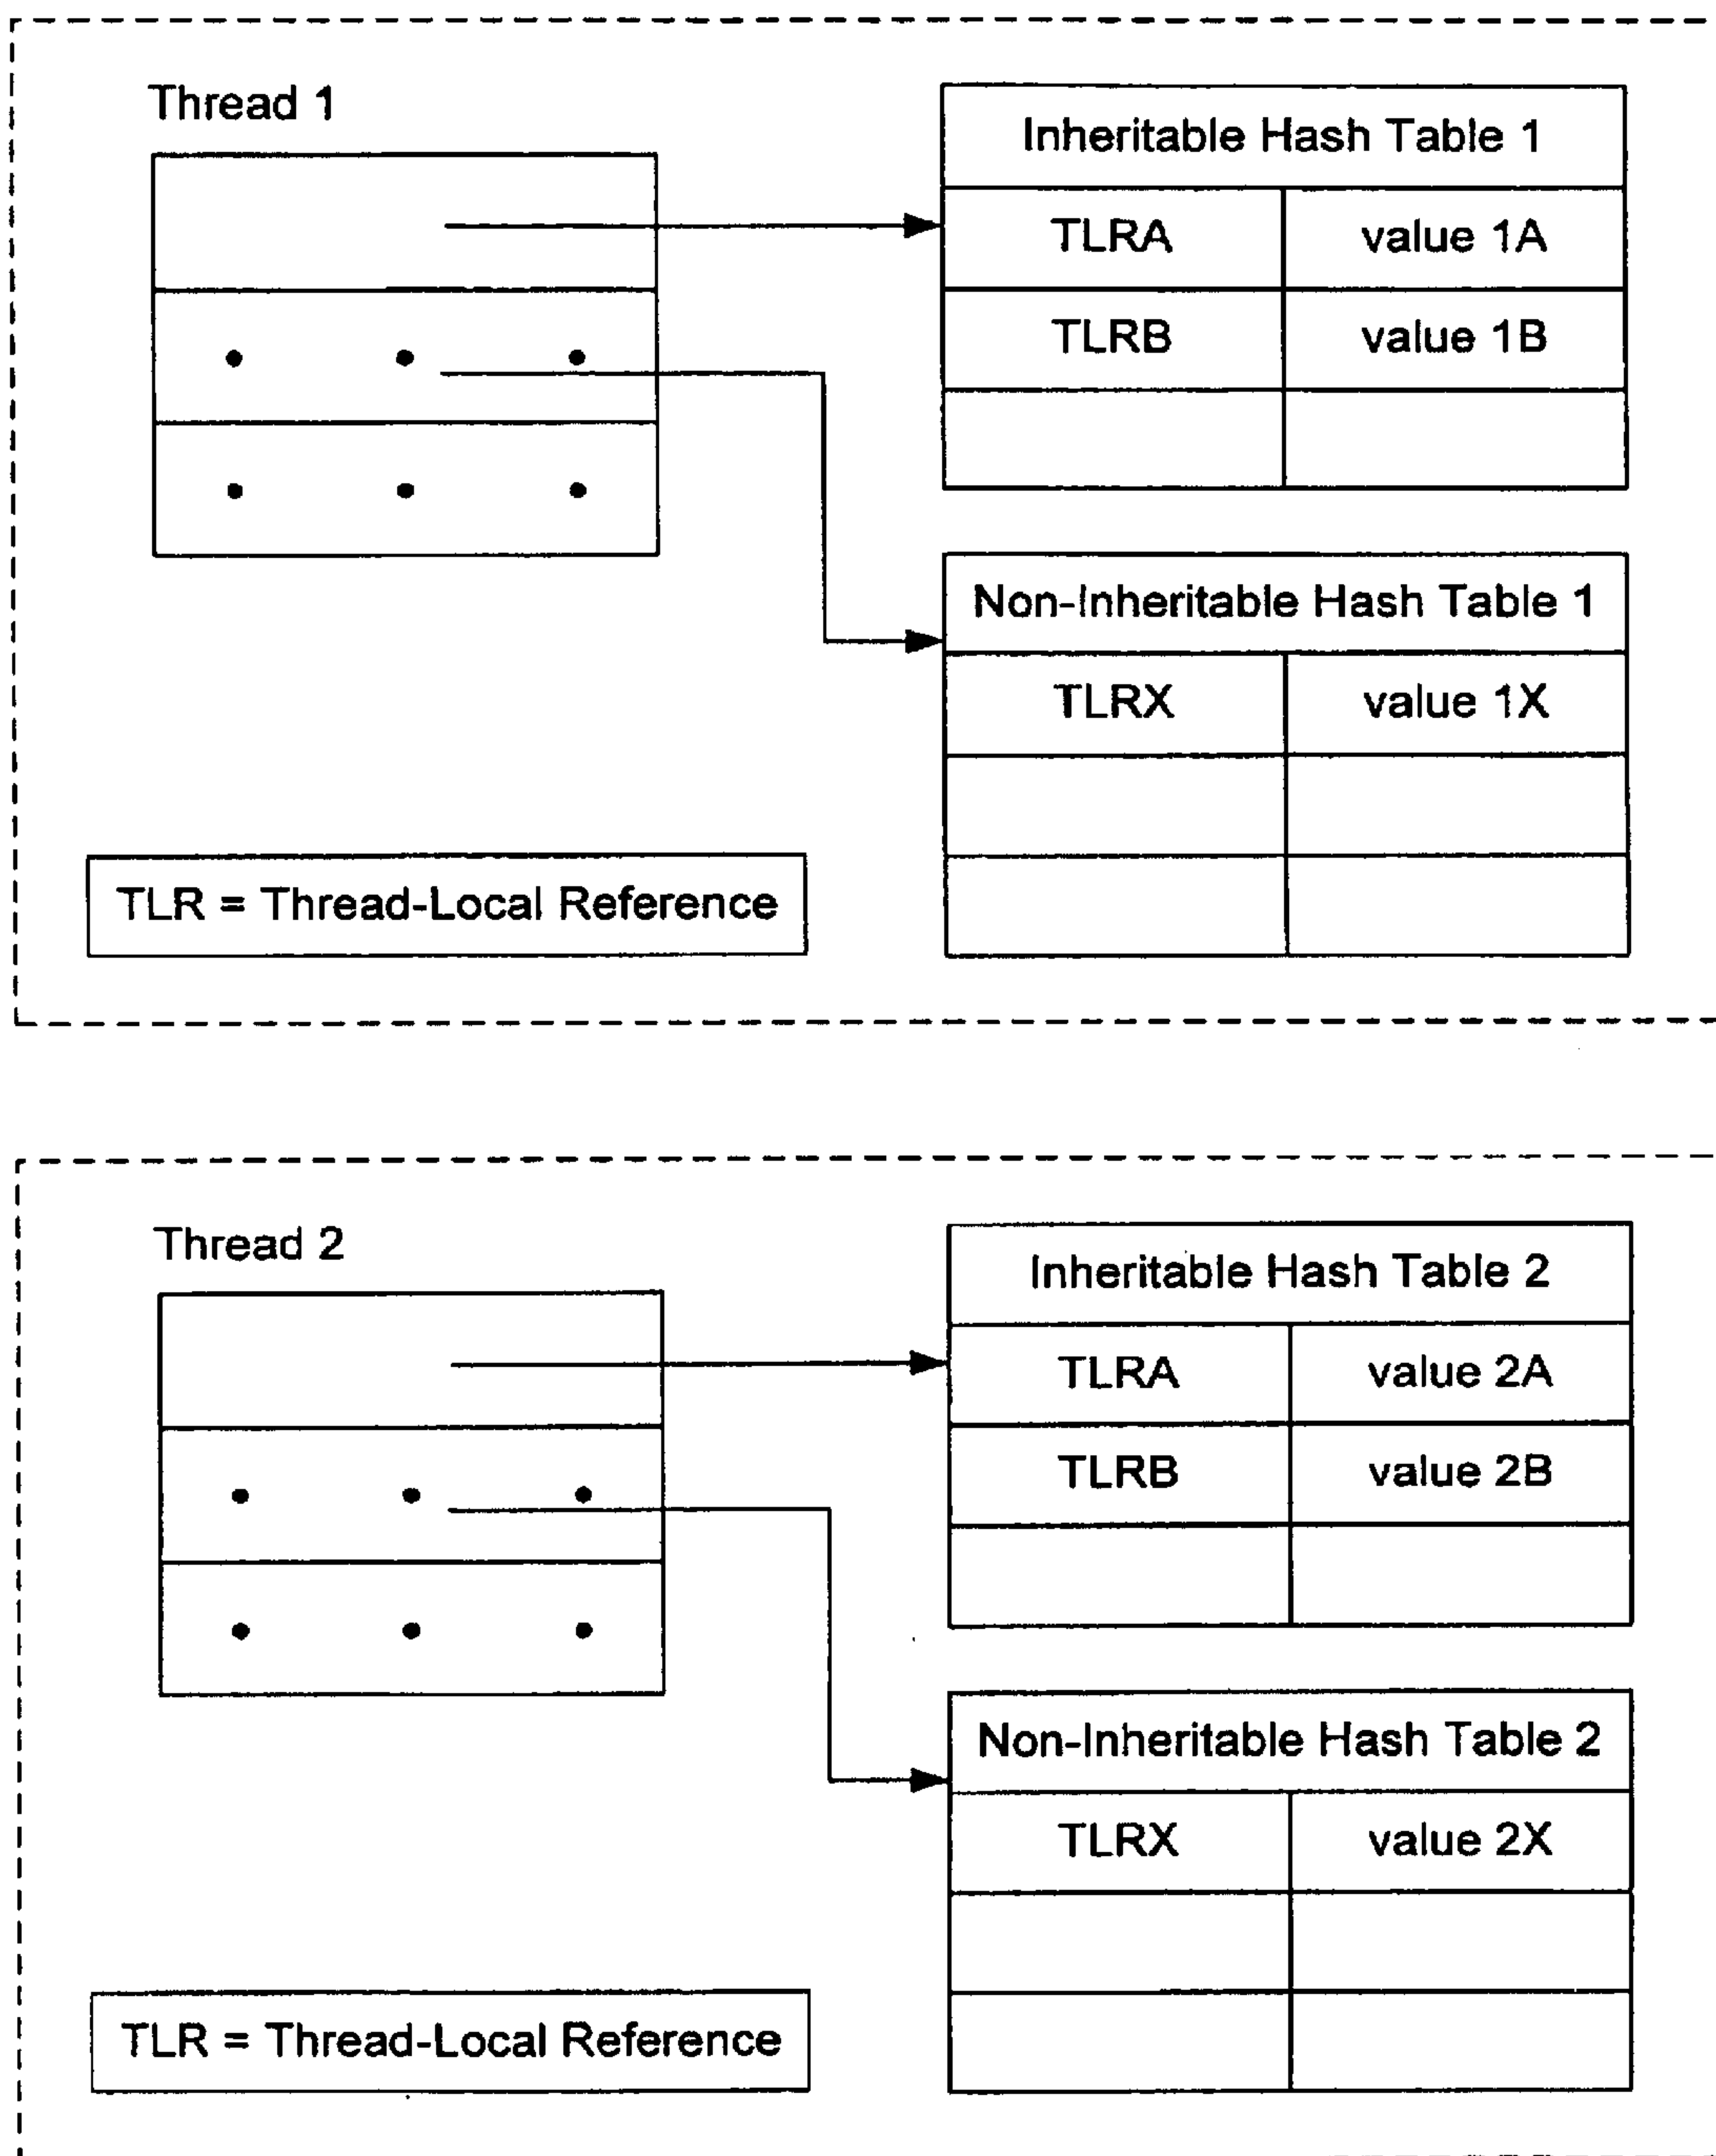 Thread 1
Inheritable Hash Table 1
TLRA value 1A
TLRB value 1B
Non-Inheritable Hash Table 1
TLRX value 1X
TLR = Thread-Local Reference
Thread 2
Inheritable Hash Table 2
TLRA value 2A
TLRB value 2B
Non-Inheritable Hash Table 2
TLRX value 2X
TLR = Thread-Local Reference